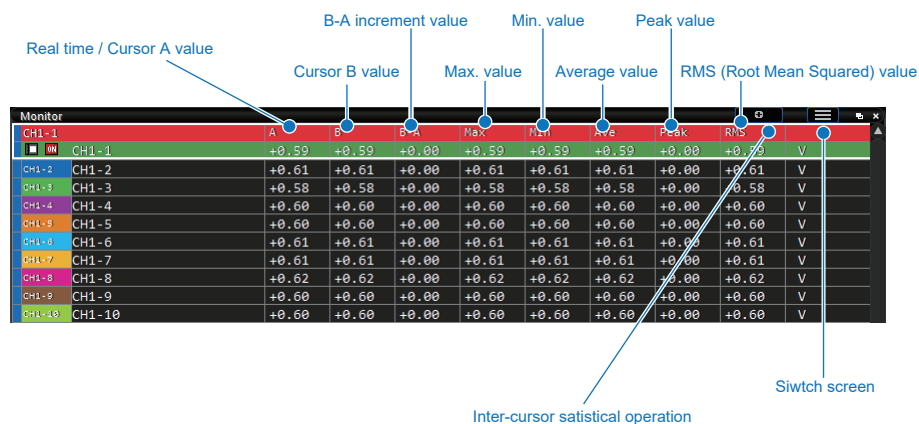 B-A increment value
Min. value
Peak value
Real time / Cursor A value
Cursor B value
Max. value
Average value
RMS (Root Mean Squared) value
Monitor
CH1-1 A B B-A Max Min Ave Peak RMS
ON CH1-1 +0.59 +0.59 +0.00 +0.59 +0.59 +0.59 +0.00 +0.59 V
CH1-2 CH1-2 +0.61 +0.61 +0.00 +0.61 +0.61 +0.61 +0.00 +0.61 V
CH1-3 CH1-3 +0.58 +0.58 +0.00 +0.58 +0.58 +0.58 +0.00 +0.58 V
CH1-4 CH1-4 +0.60 +0.60 +0.00 +0.60 +0.60 +0.60 +0.00 +0.60 V
CH1-5 CH1-5 +0.60 +0.60 +0.00 +0.60 +0.60 +0.60 +0.00 +0.60 V
CH1-6 CH1-6 +0.61 +0.61 +0.00 +0.61 +0.61 +0.61 +0.00 +0.61 V
CH1-7 CH1-7 +0.61 +0.61 +0.00 +0.61 +0.61 +0.61 +0.00 +0.61 V
CH1-8 CH1-8 +0.62 +0.62 +0.00 +0.62 +0.62 +0.62 +0.00 +0.62 V
CH1-9 CH1-9 +0.60 +0.60 +0.00 +0.60 +0.60 +0.60 +0.00 +0.60 V
CH1-10 CH1-10 +0.60 +0.60 +0.00 +0.60 +0.60 +0.60 +0.00 +0.60 V
Siwtch screen
Inter-cursor satistical operation